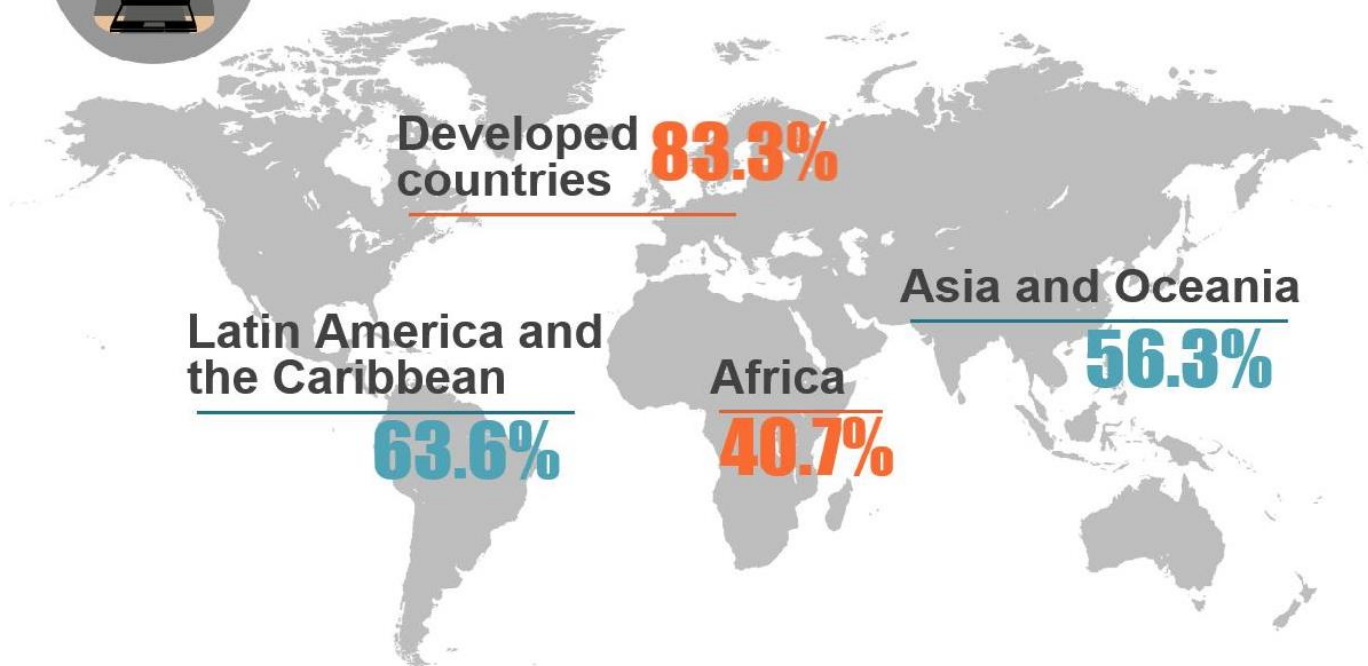 Developed
countries
83.3%
Asia and Oceania
56.3%
Latin America and
the Caribbean
63.6%
Africa
40.7%